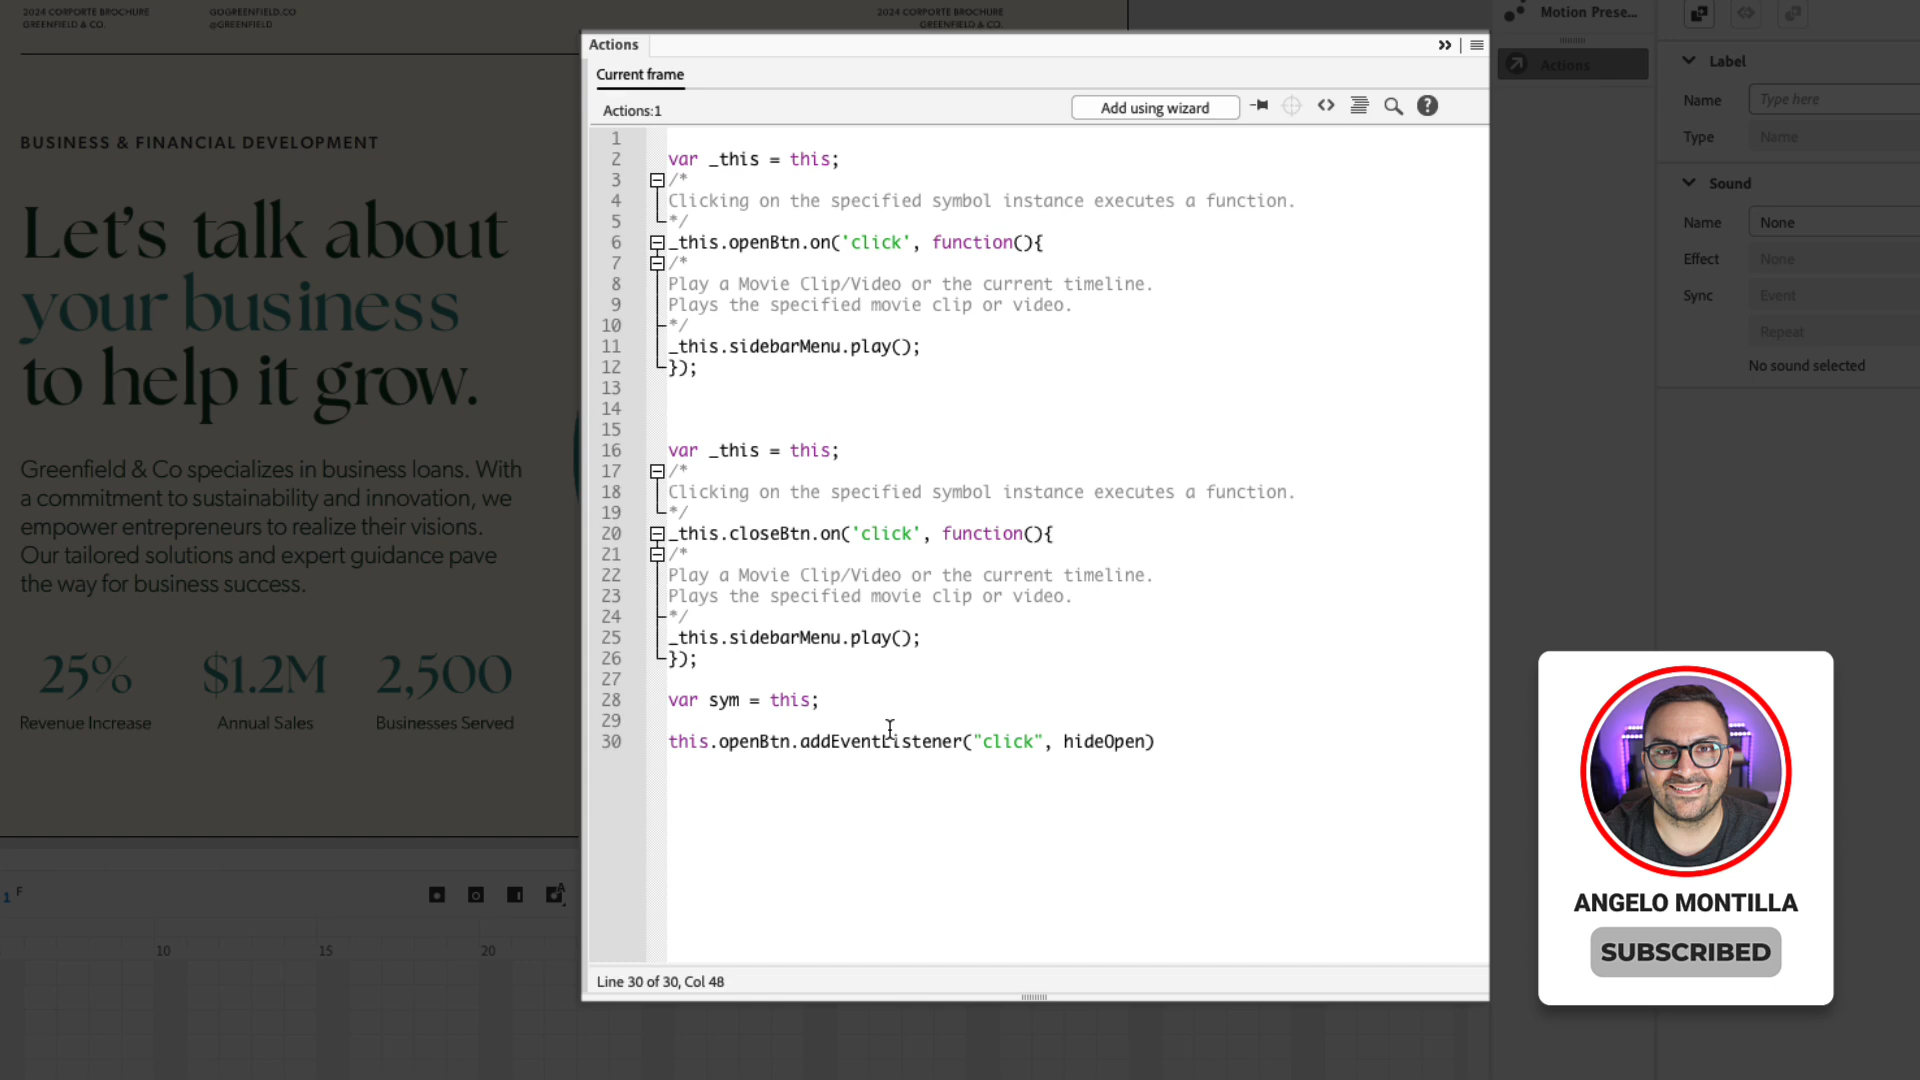 2024 CORPORTE BROCHURE
GREENFIELD & CO.
GOGREENFIELD.CO
@GREENFIELD
2024 CORPORTE BROCHURE
GREENFIELD & CO.
BUSINESS & FINANCIAL DEVELOPMENT
Let's talk about
your business
to help it grow.
Greenfield & Co specializes in business loans. With
a commitment to sustainability and innovation, we
empower entrepreneurs to realize their visions.
Our tailored solutions and expert guidance pave
the way for business success.
25%
Revenue Increase
$1.2M
Annual Sales
2,500
Businesses Served
1 F
10
15
20
Actions
Current frame
Actions:1
Add using wizard
1
2 var _this = this;
3 /*
4 Clicking on the specified symbol instance executes a function.
5 */
6 _this.openBtn.on('click', function(){
7 /*
8 Play a Movie Clip/Video or the current timeline.
9 Plays the specified movie clip or video.
10 */
11 _this.sidebarMenu.play();
12 });
13
14
15
16 var _this = this;
17 /*
18 Clicking on the specified symbol instance executes a function.
19 */
20 _this.closeBtn.on('click', function(){
21 /*
22 Play a Movie Clip/Video or the current timeline.
23 Plays the specified movie clip or video.
24 */
25 _this.sidebarMenu.play();
26 });
27
28 var sym = this;
29
30 this.openBtn.addEventListener("click", hideOpen)
Line 30 of 30, Col 48
Motion Prese...
Actions
Label
Name Type here
Type Name
Sound
Name None
Effect None
Sync Event
Repeat
No sound selected
ANGELO MONTILLA
SUBSCRIBED